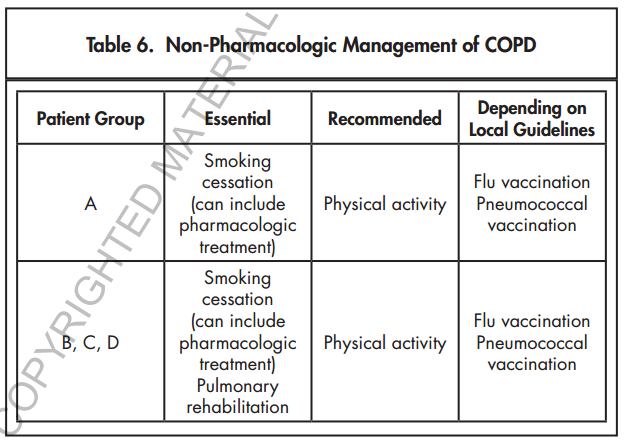 Table 6. Non-Pharmacologic Management of COPD
Patient Group
Essential
Recommended
Depending on
Local Guidelines
A
Smoking
cessation
(can include
pharmacologic
treatment)
Physical activity
Flu vaccination
Pneumococcal
vaccination
B, C, D
Smoking
cessation
(can include
pharmacologic
treatment)
Pulmonary
rehabilitation
Physical activity
Flu vaccination
Pneumococcal
vaccination
COPYRIGHTED MATERIAL